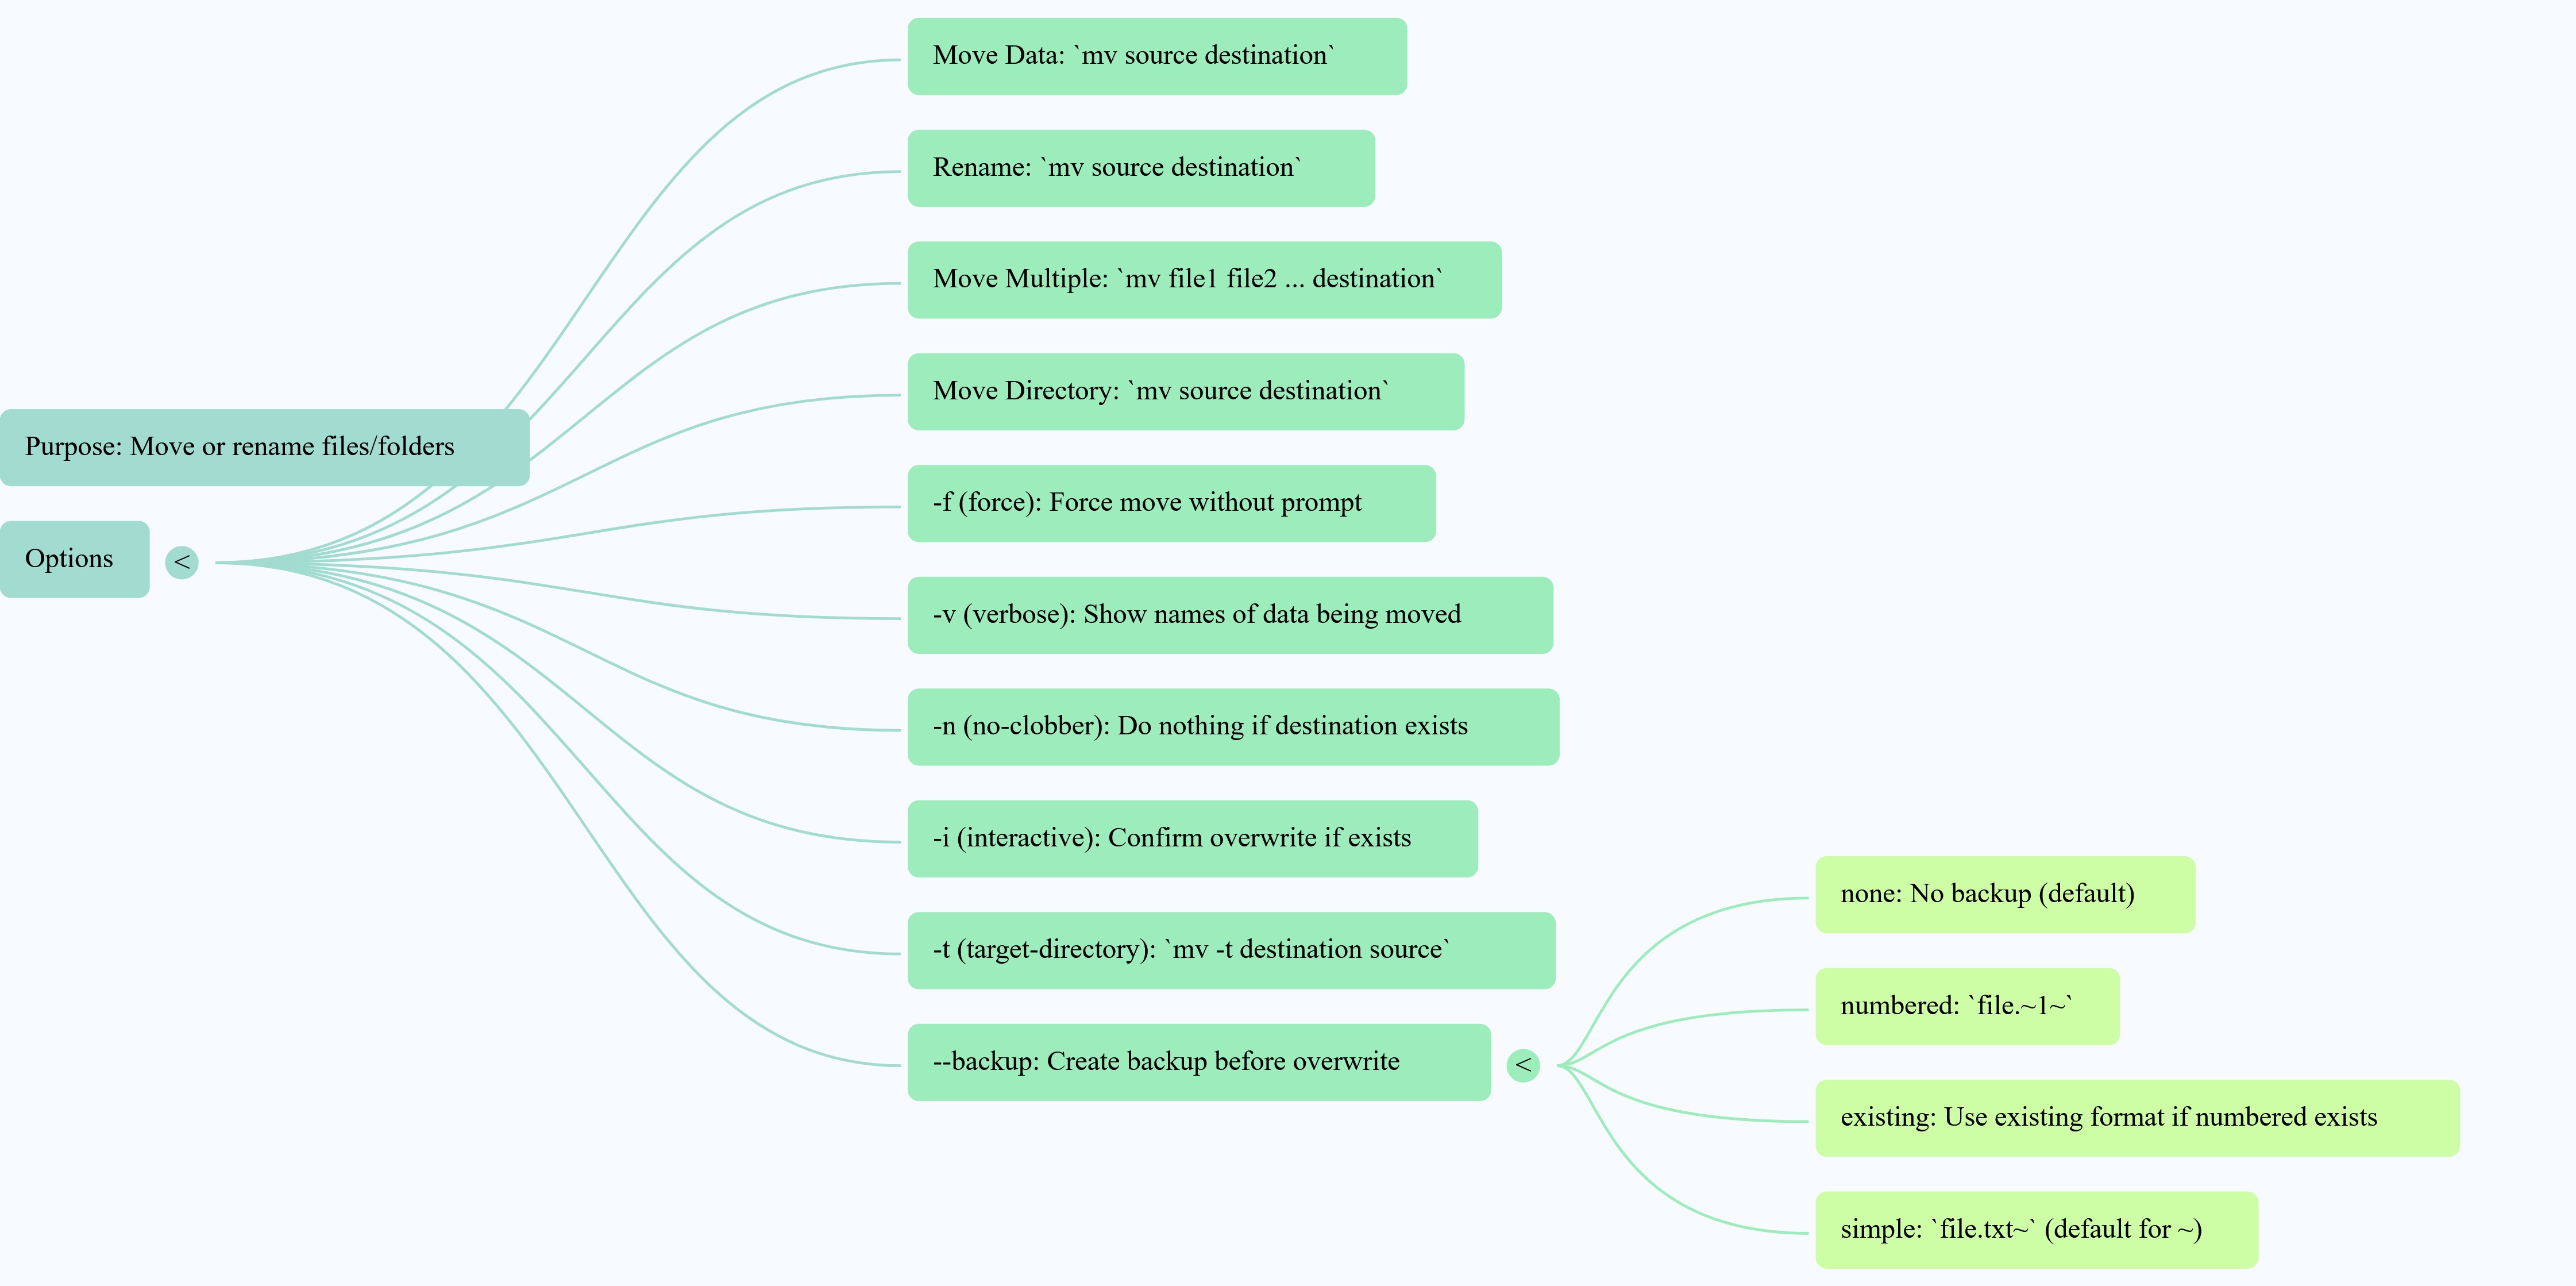 Purpose: Move or rename files/folders
Options
<
Move Data: `mv source destination`
Rename: `mv source destination`
Move Multiple: `mv file1 file2 ... destination`
Move Directory: `mv source destination`
-f (force): Force move without prompt
-v (verbose): Show names of data being moved
-n (no-clobber): Do nothing if destination exists
-i (interactive): Confirm overwrite if exists
-t (target-directory): `mv -t destination source`
--backup: Create backup before overwrite
<
none: No backup (default)
numbered: `file.~1~`
existing: Use existing format if numbered exists
simple: `file.txt~` (default for ~)